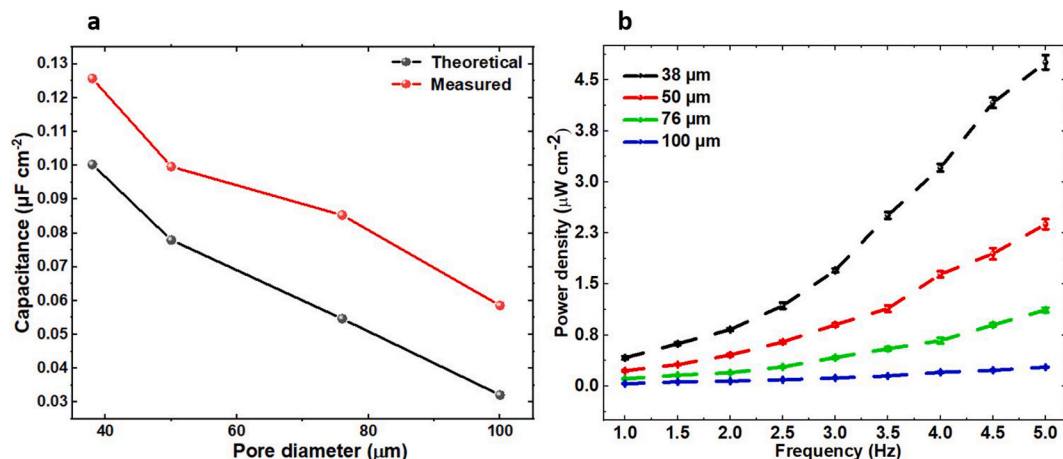 a
Theoretical
Measured
0.13
0.12
0.11
0.10
0.09
0.08
0.07
0.06
0.05
0.04
0.03
Capacitance (µF cm⁻²)
40
60
80
100
Pore diameter (µm)
b
38 µm
50 µm
76 µm
100 µm
4.5
3.8
3.0
2.3
1.5
0.8
0.0
Power density (µW cm⁻²)
1.0
1.5
2.0
2.5
3.0
3.5
4.0
4.5
5.0
Frequency (Hz)